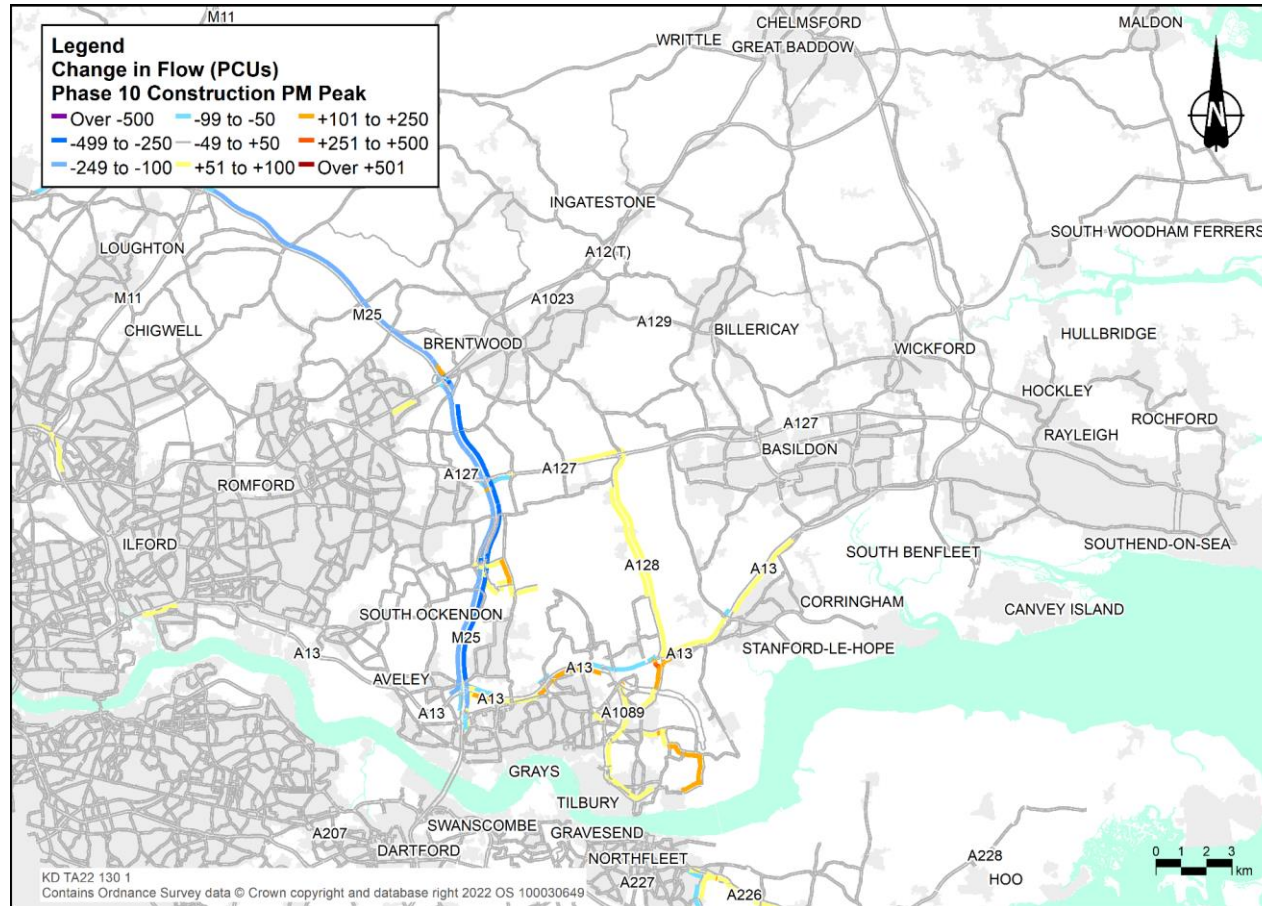 M11
CHELMSFORD
MALDON
WRITTLE
GREAT BADDOW
Legend
Change in Flow (PCUs)
Phase 10 Construction PM Peak
Over -500
-99 to -50
+101 to +250
-499 to -250
-49 to +50
+251 to +500
-249 to -100
+51 to +100
Over +501
N
INGATESTONE
LOUGHTON
SOUTH WOODHAM FERRERS
A12(T)
M11
A1023
M25
CHIGWELL
A129
BILLERICAY
HULLBRIDGE
BRENTWOOD
WICKFORD
HOCKLEY
ROCHFORD
A127
RAYLEIGH
BASILDON
A127
A127
ROMFORD
ILFORD
SOUTHEND-ON-SEA
SOUTH BENFLEET
A128
A13
CORRINGHAM
CANVEY ISLAND
SOUTH OCKENDON
M25
STANFORD-LE-HOPE
A13
A13
A13
AVELEY
A13
A13
A1089
GRAYS
TILBURY
SWANSCOMBE
A207
GRAVESEND
DARTFORD
NORTHFLEET
A228
0 1 2 3
km
HOO
A227
A226
KD TA22 130 1
Contains Ordnance Survey data © Crown copyright and database right 2022 OS 100030649